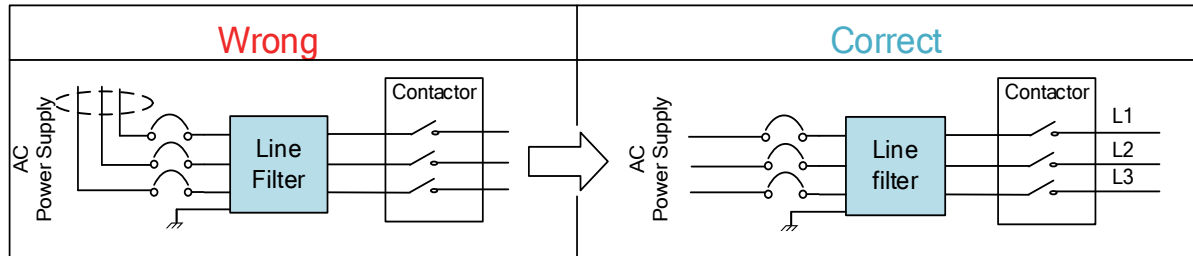 Wrong
Correct
AC
Power Supply
Line
Filter
Contactor
AC
Power Supply
Line
filter
Contactor
L1
L2
L3